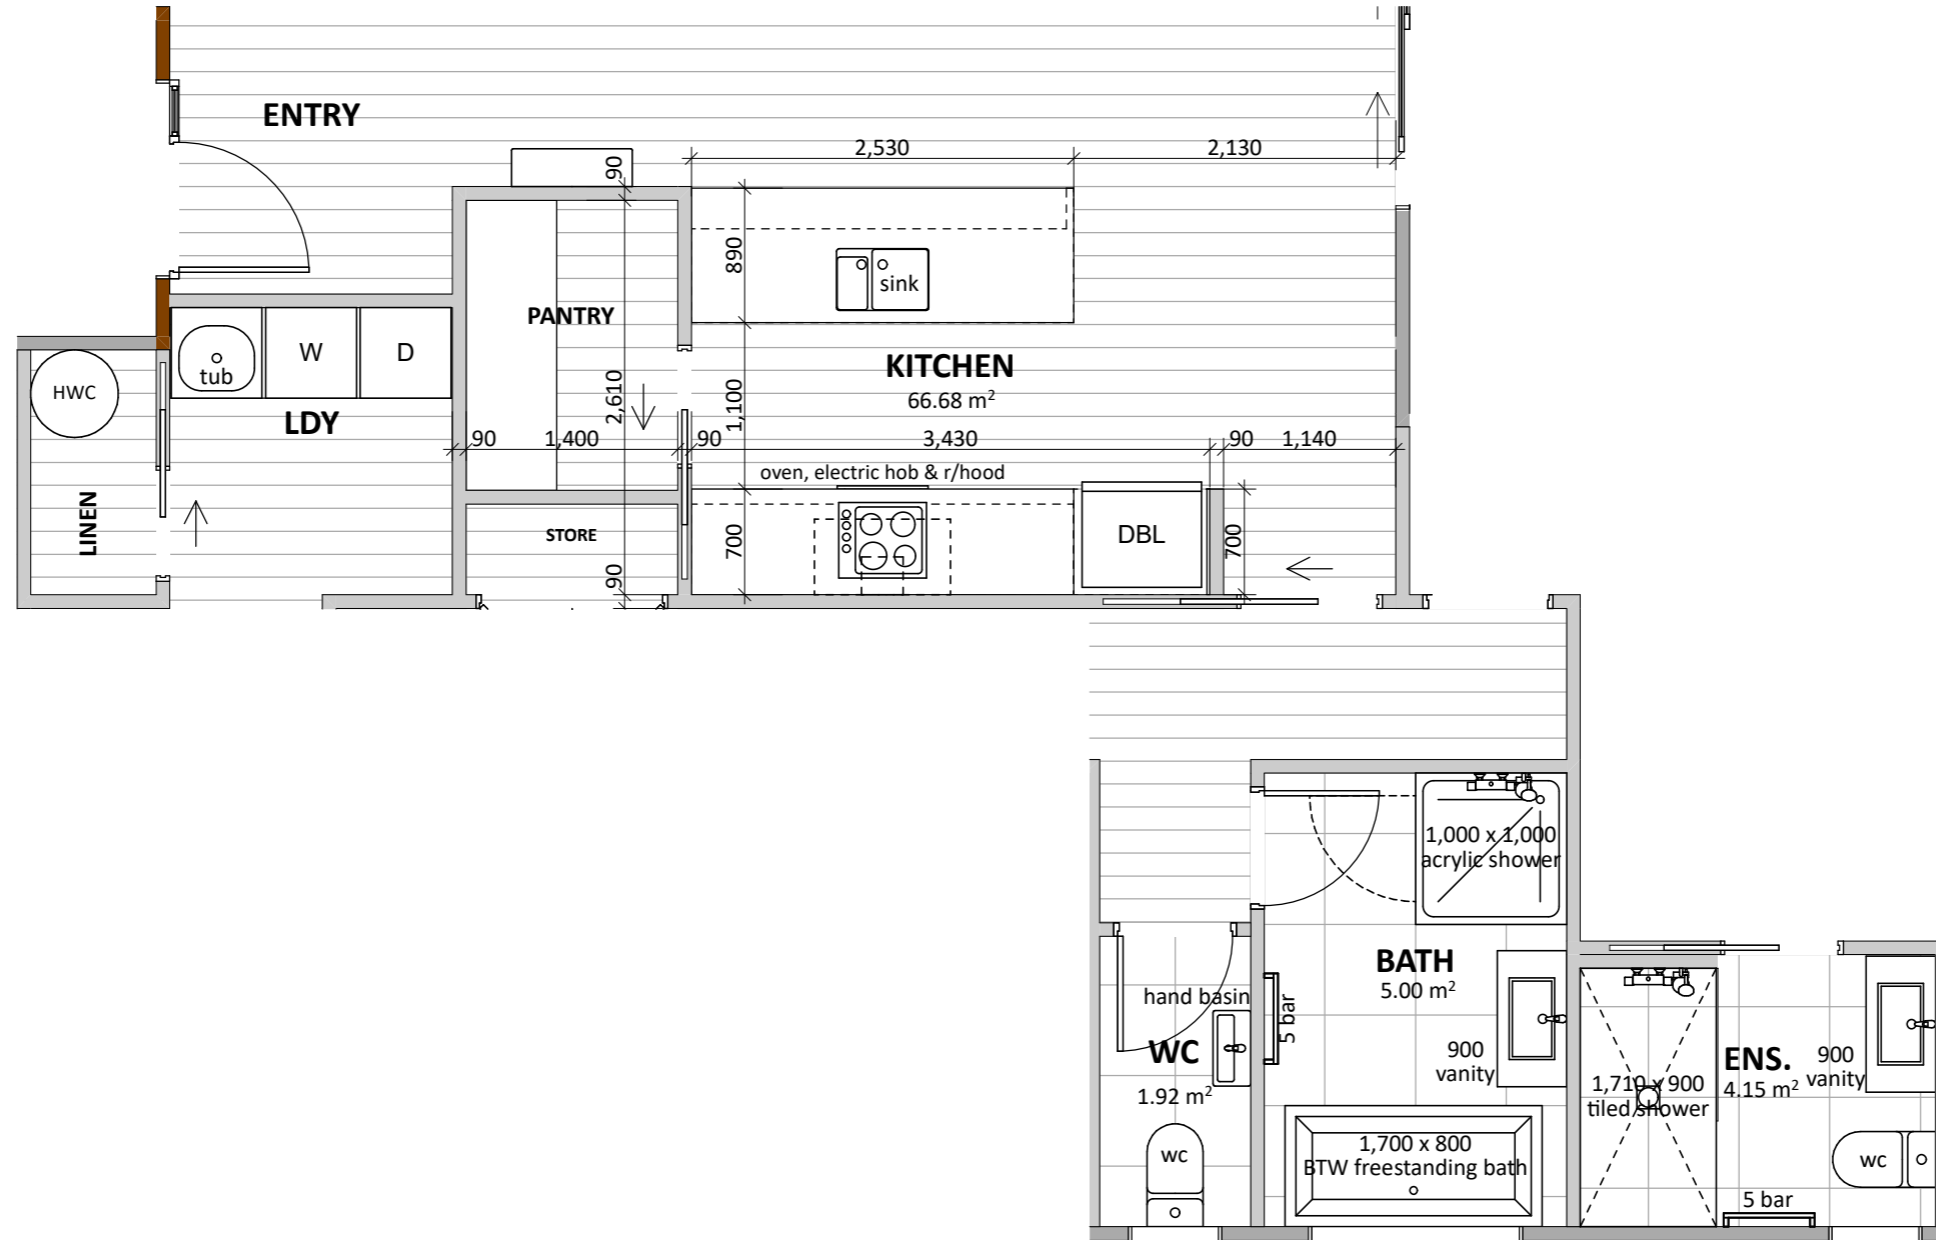 ENTRY
2,530
2,130
90
890
sink
PANTRY
W
D
tub
HWC
KITCHEN
66.68 m²
LDY
2,610
1,100
90
1,400
90
3,430
90
1,140
oven, electric hob & r/hood
LINEN
STORE
700
DBL
700
90
1,000 x 1,000
acrylic shower
BATH
5.00 m²
hand basin
5 bar
WC
1.92 m²
900
vanity
ENS.
4.15 m²
900
vanity
1,710 x 900
tiled shower
1,700 x 800
BTW freestanding bath
wc
wc
5 bar